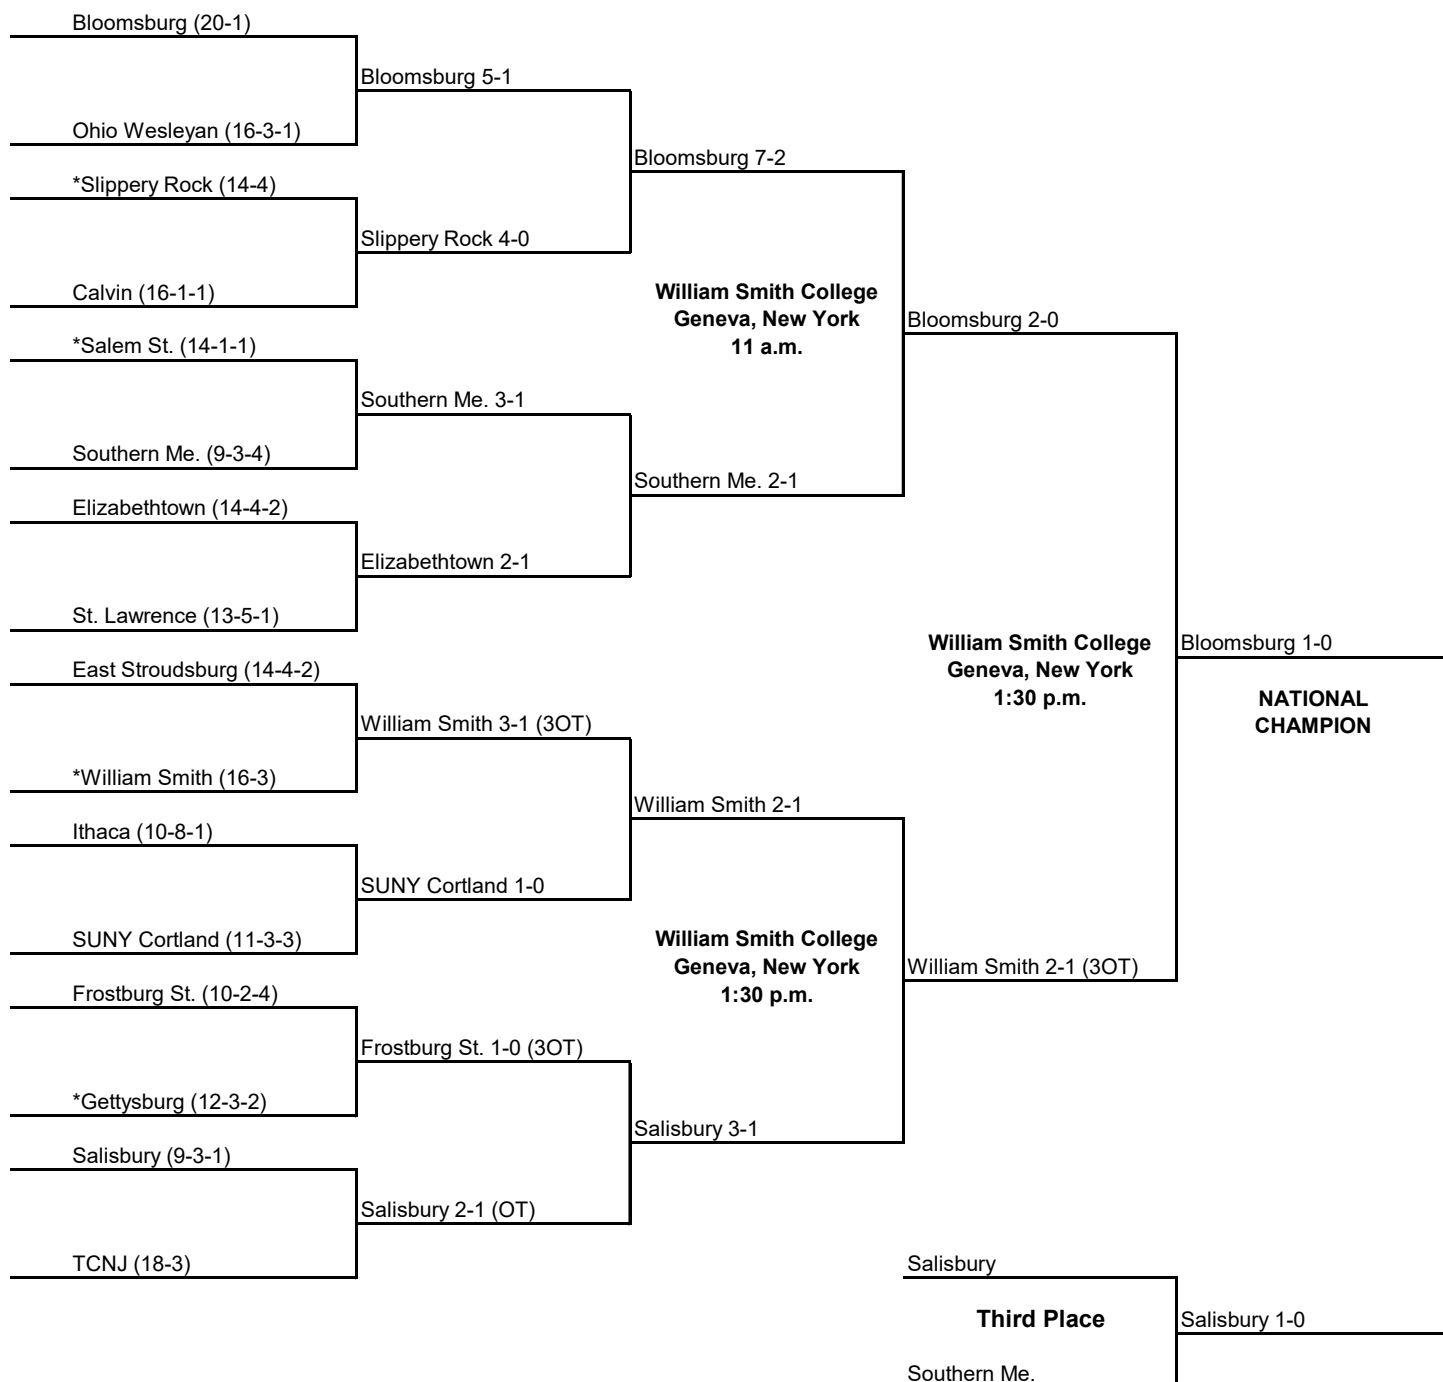 Bloomsburg (20-1)
Bloomsburg 5-1
Ohio Wesleyan (16-3-1)
Bloomsburg 7-2
*Slippery Rock (14-4)
Slippery Rock 4-0
Calvin (16-1-1)
William Smith College
Geneva, New York
11 a.m.
Bloomsburg 2-0
*Salem St. (14-1-1)
Southern Me. 3-1
Southern Me. (9-3-4)
Southern Me. 2-1
Elizabethtown (14-4-2)
Elizabethtown 2-1
St. Lawrence (13-5-1)
William Smith College
Geneva, New York
1:30 p.m.
Bloomsburg 1-0
NATIONAL
CHAMPION
East Stroudsburg (14-4-2)
William Smith 3-1 (3OT)
*William Smith (16-3)
William Smith 2-1
Ithaca (10-8-1)
SUNY Cortland 1-0
SUNY Cortland (11-3-3)
William Smith College
Geneva, New York
1:30 p.m.
William Smith 2-1 (3OT)
Frostburg St. (10-2-4)
Frostburg St. 1-0 (3OT)
*Gettysburg (12-3-2)
Salisbury 3-1
Salisbury (9-3-1)
Salisbury 2-1 (OT)
TCNJ (18-3)
Salisbury
Third Place
Salisbury 1-0
Southern Me.